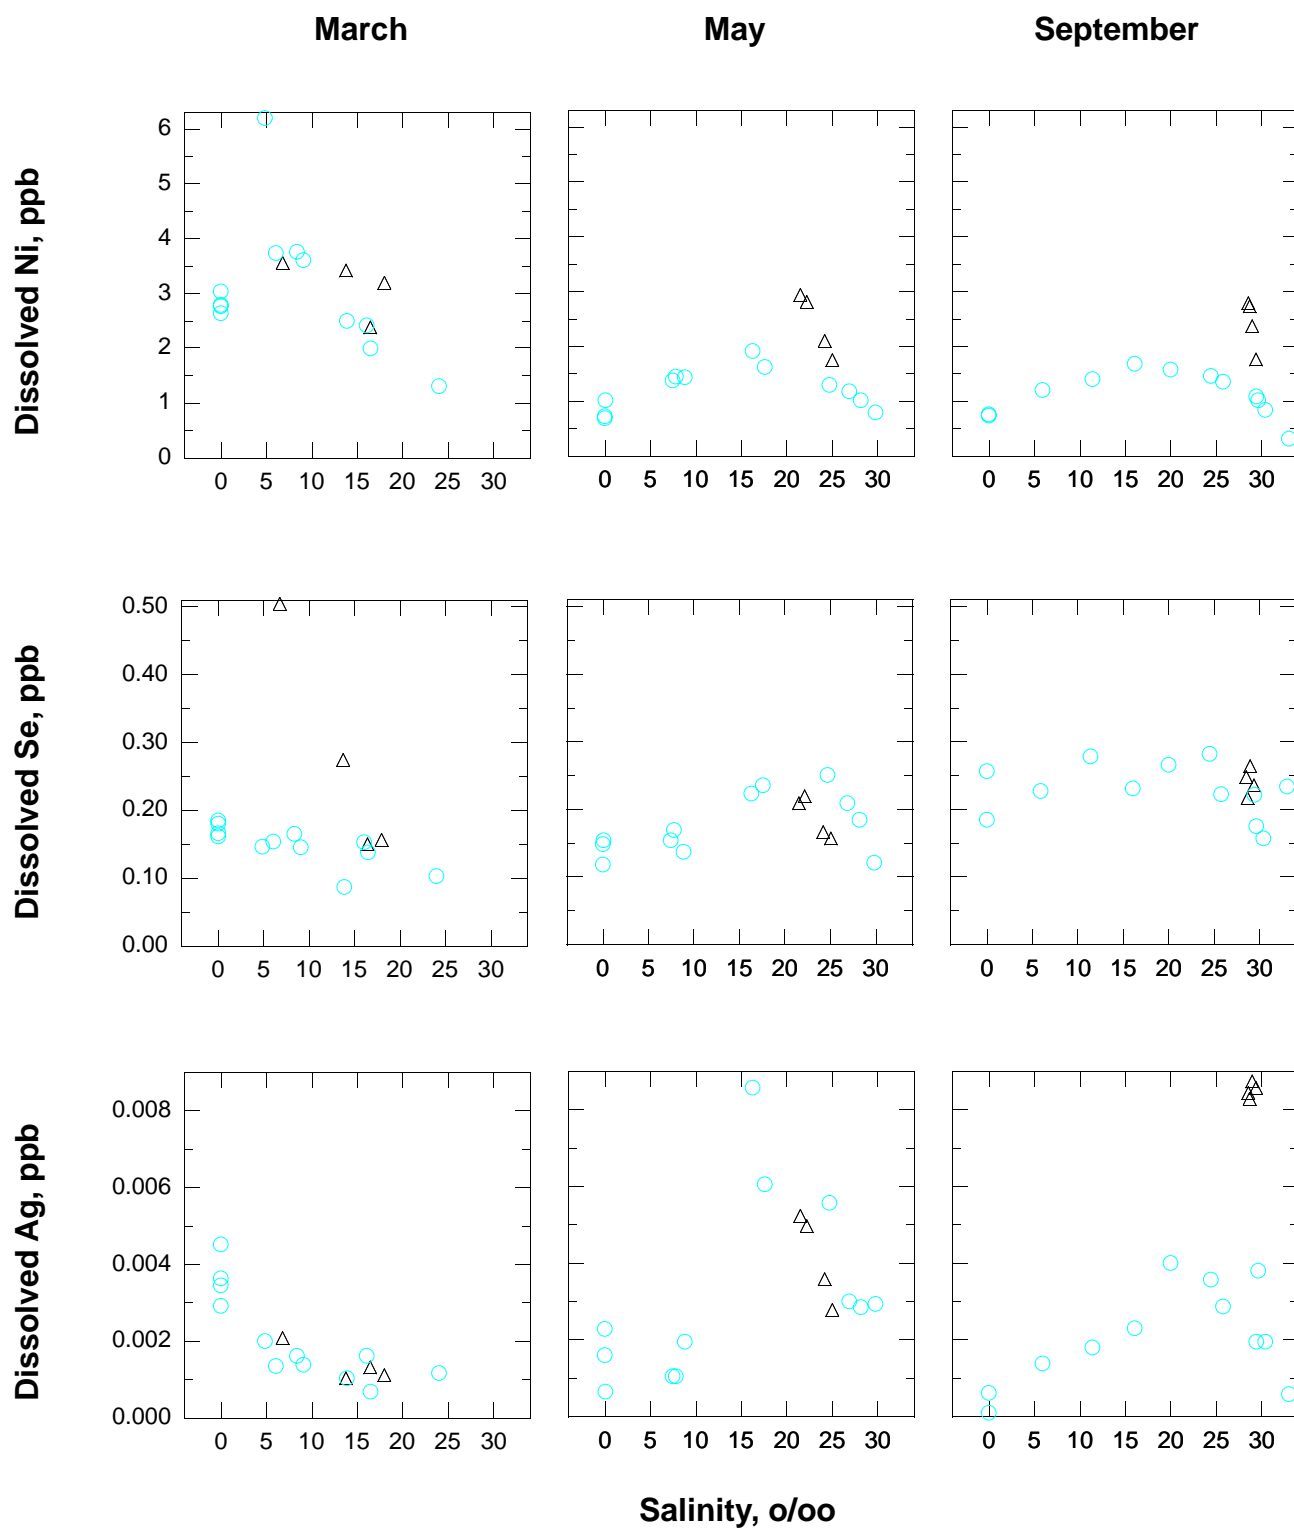 March May September
Dissolved Ni, ppb
6
5
4
3
2
1
0
0 5 10 15 20 25 30
0 5 10 15 20 25 30
0 5 10 15 20 25 30
Dissolved Se, ppb
0.50
0.40
0.30
0.20
0.10
0.00
0 5 10 15 20 25 30
0 5 10 15 20 25 30
0 5 10 15 20 25 30
Dissolved Ag, ppb
0.008
0.006
0.004
0.002
0.000
0 5 10 15 20 25 30
0 5 10 15 20 25 30
0 5 10 15 20 25 30
Salinity, o/oo